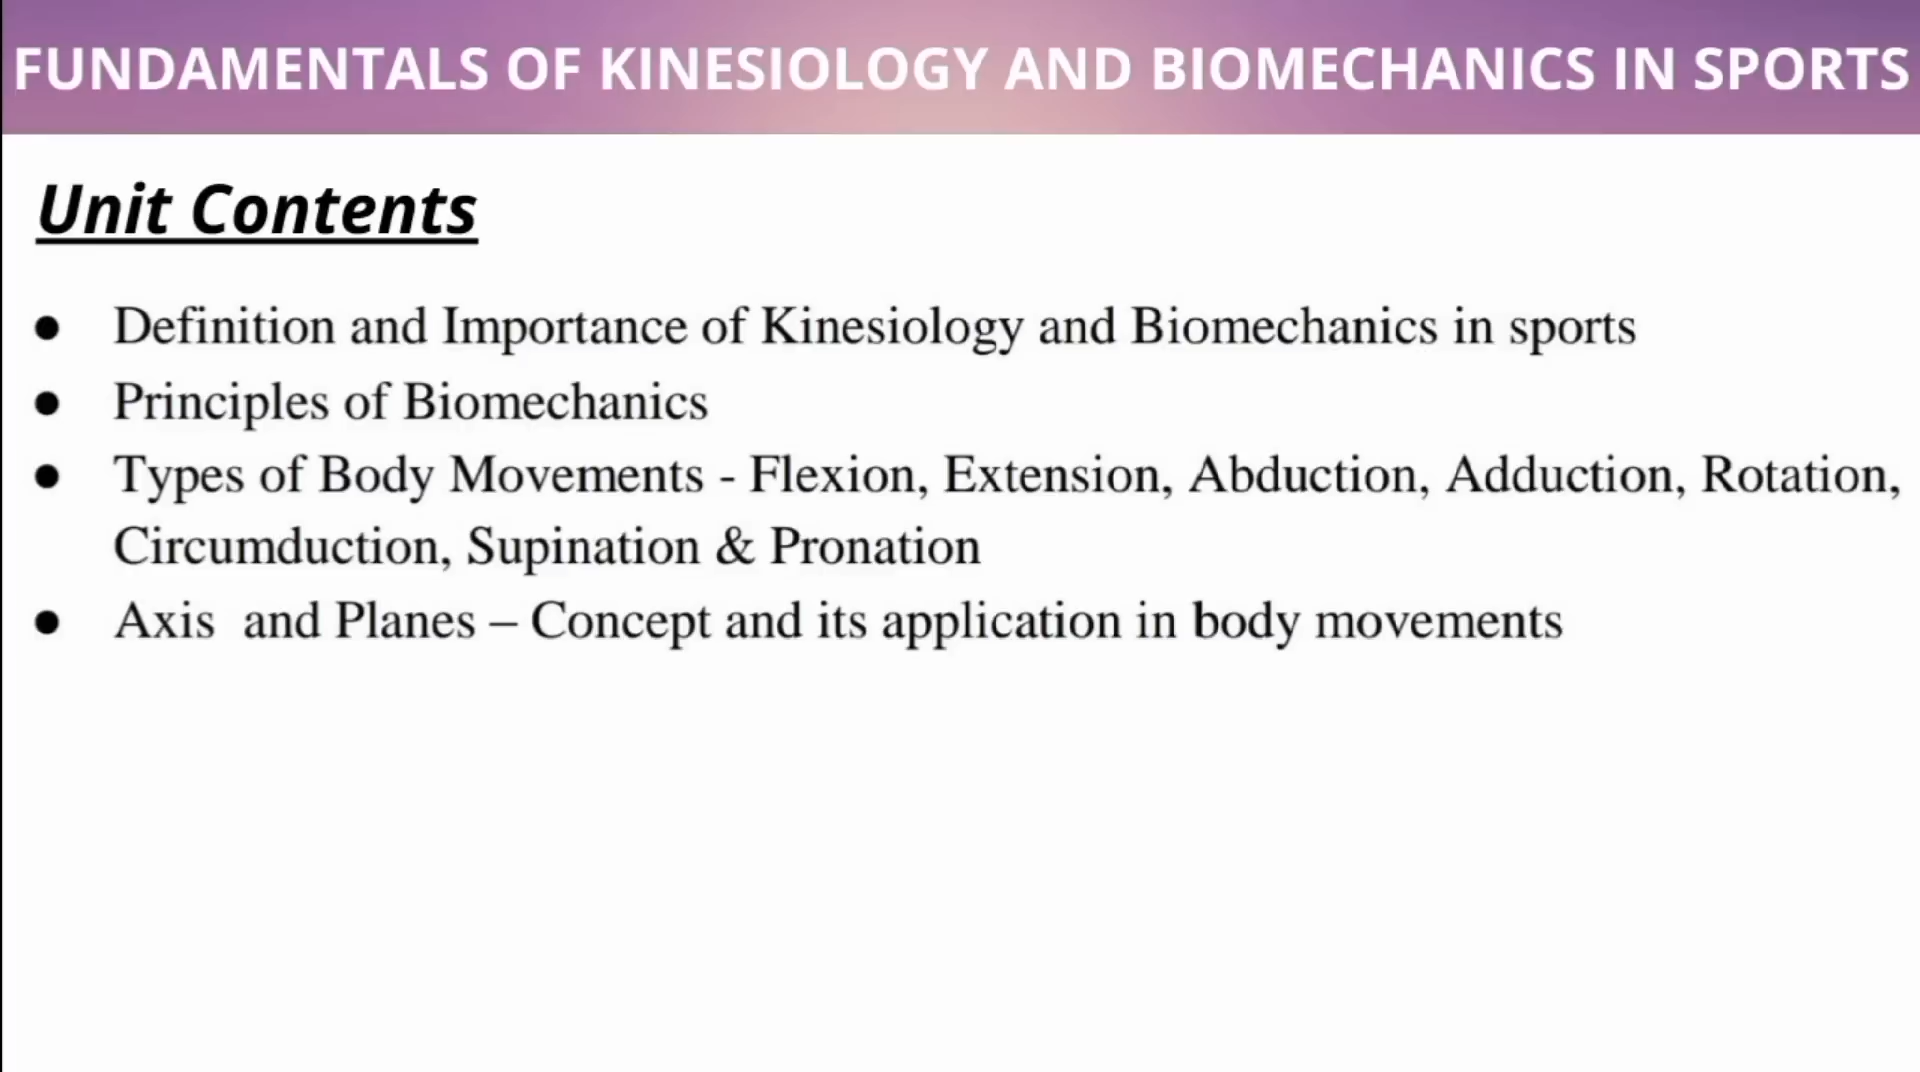 FUNDAMENTALS OF KINESIOLOGY AND BIOMECHANICS IN SPORTS
Unit Contents
● Definition and Importance of Kinesiology and Biomechanics in sports
● Principles of Biomechanics
● Types of Body Movements - Flexion, Extension, Abduction, Adduction, Rotation,
Circumduction, Supination & Pronation
● Axis  and Planes – Concept and its application in body movements